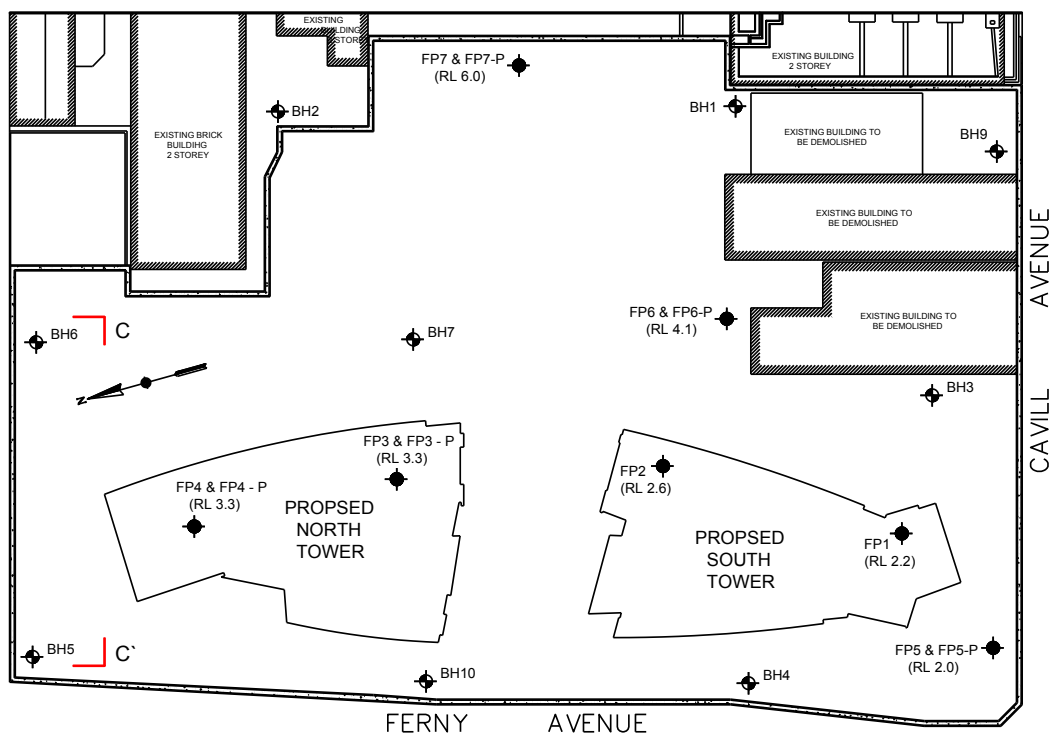 EXISTING
BUILDING
STORE
FP7 & FP7-P
(RL 6.0)
EXISTING BUILDING
2 STOREY
BH2
BH1
EXISTING BRICK
BUILDIHG
2 STOREY
EXISTING BUILDING TO
BE DEMOLISHED
BH9
EXISTING BUILDING TO
BE DEMOLISHED
CAVILL AVENUE
FP6 & FP6-P
(RL 4.1)
EXISTING BUILDING TO
BE DEMOLISHED
BH6
C
BH7
N
BH3
FP3 & FP3 - P
(RL 3.3)
FP4 & FP4 - P
(RL 3.3)
PROPSED
NORTH
TOWER
FP2
(RL 2.6)
PROPSED
SOUTH
TOWER
FP1
(RL 2.2)
BH5
C`
BH10
BH4
FP5 & FP5-P
(RL 2.0)
FERNY AVENUE